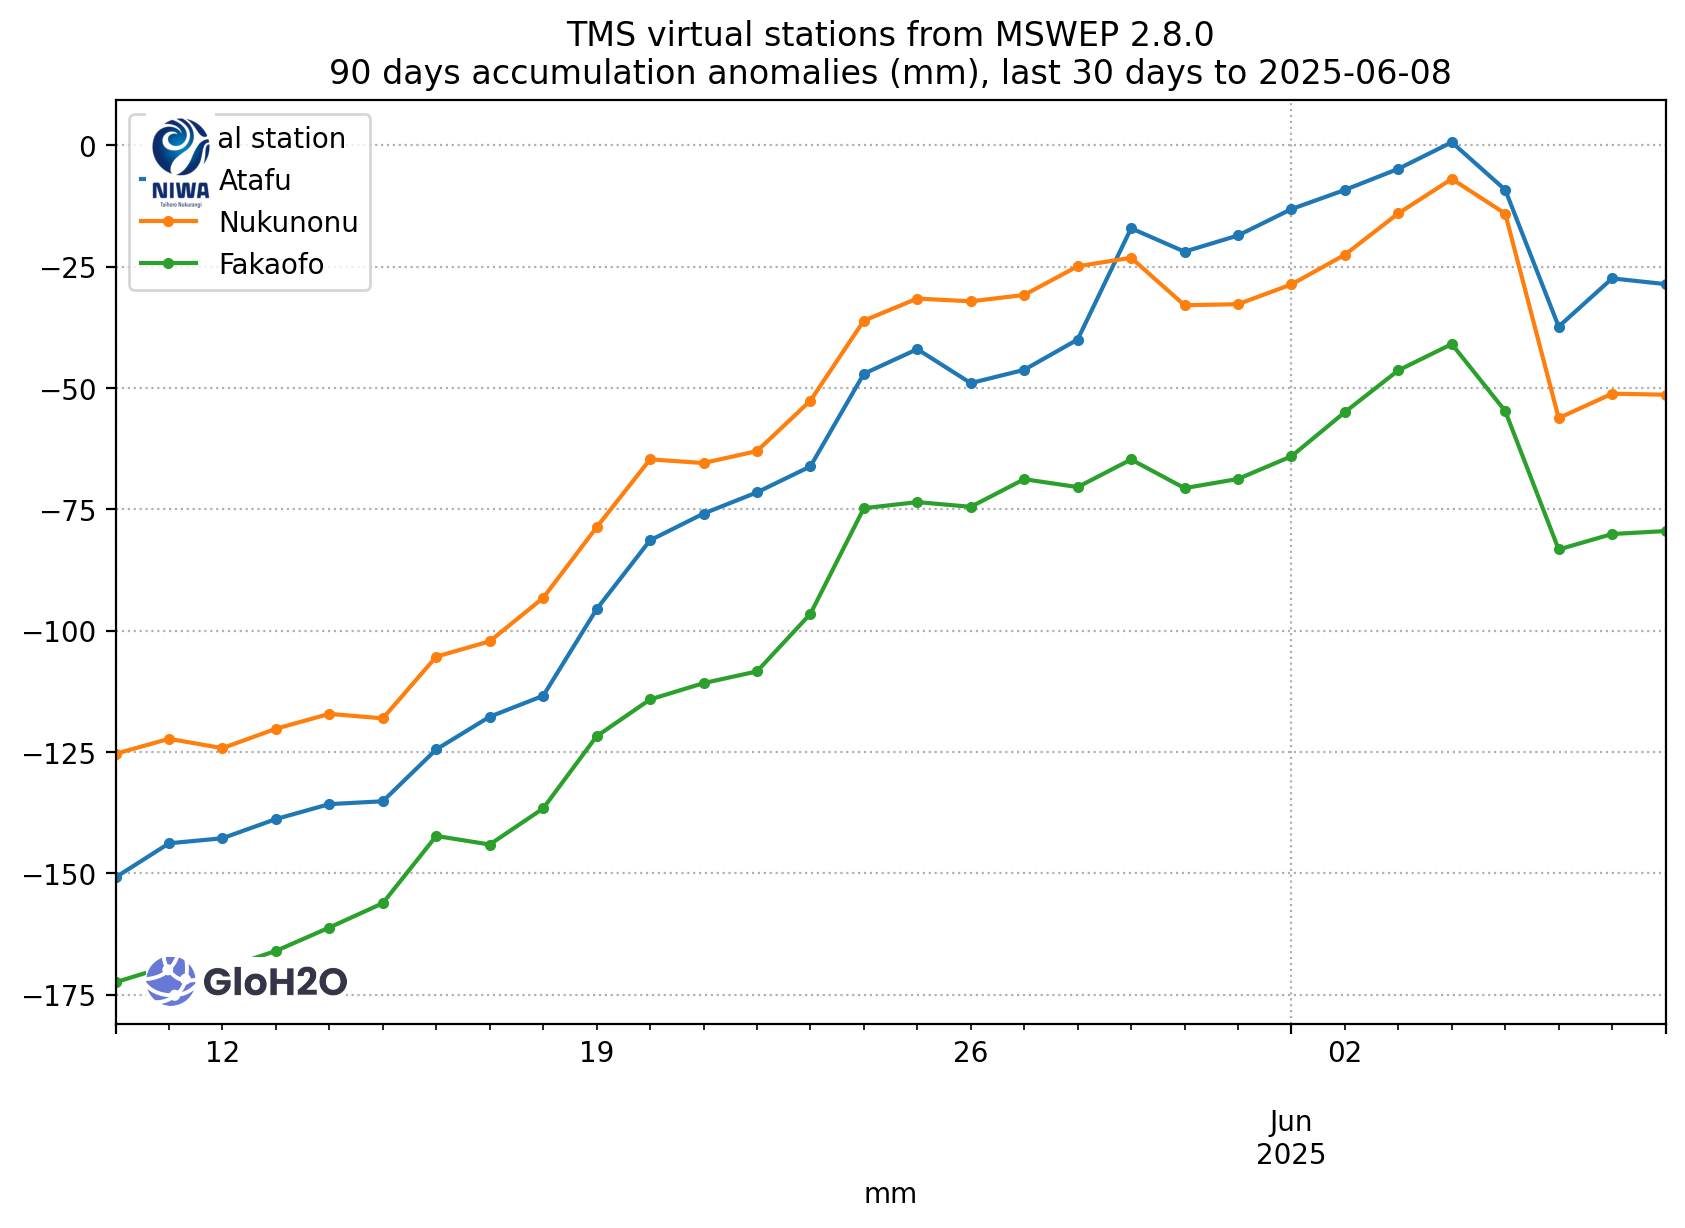 TMS virtual stations from MSWEP 2.8.0
90 days accumulation anomalies (mm), last 30 days to 2025-06-08
al station
Atafu
Nukunonu
Fakaofo
NIWA
Taihoro Nukurangi
0
−25
−50
−75
−100
−125
−150
−175
GloH2O
12
19
26
02
Jun
2025
mm